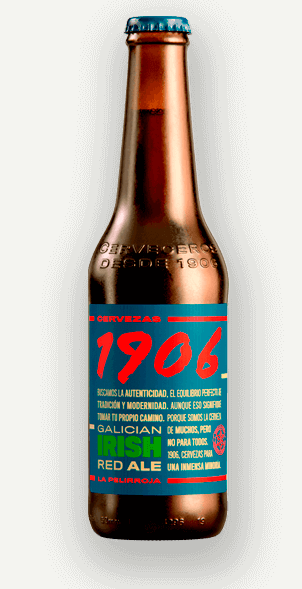 CERVECEROS
DESDE 1906
CERVEZAS
1906
BUSCAMOS LA AUTENTICIDAD, EL EQUILIBRIO PERFECTO DE
TRADICIÓN Y MODERNIDAD. AUNQUE ESO SIGNIFIQUE
TOMAR TU PROPIO CAMINO. PORQUE SOMOS LA CERVEZA
GALICIAN
IRISH
RED ALE
DE MUCHOS, PERO
NO PARA TODOS.
1906, CERVEZAS PARA
UNA INMENSA MINORÍA.
LA PELIRROJA